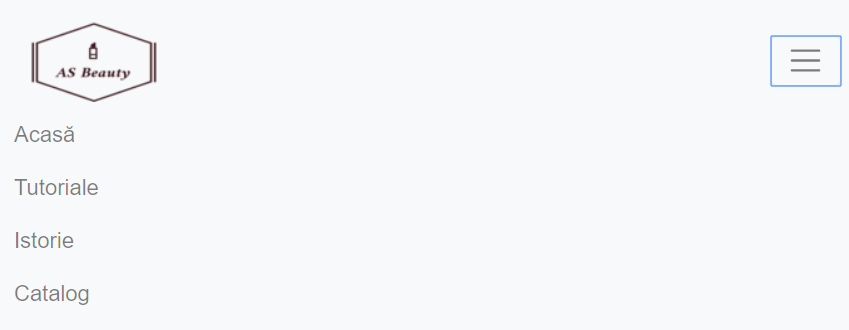 AS Beauty
Acasă
Tutoriale
Istorie
Catalog